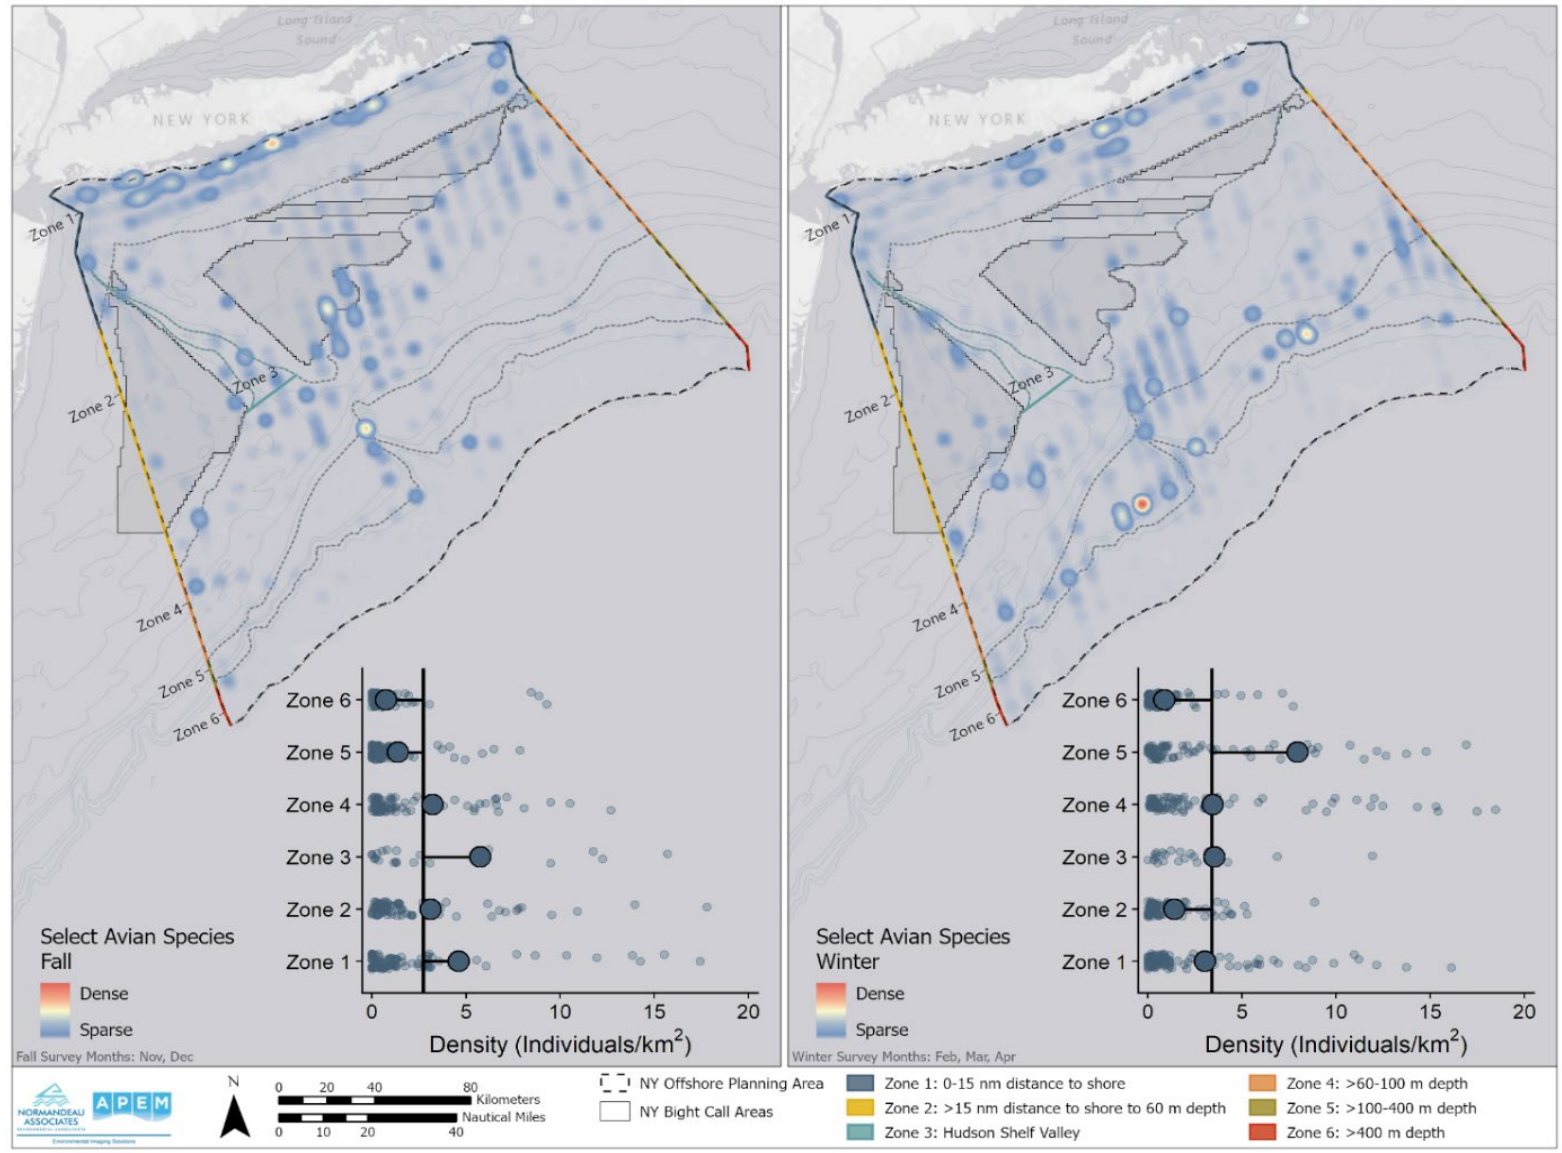 Long Island
Sound
NEW YORK
Zone 1
Zone 2
Zone 3
Zone 4
Zone 5
Zone 6
Zone 6
Zone 5
Zone 4
Zone 3
Zone 2
Zone 1
0 5 10 15 20
Density (Individuals/km²)
Select Avian Species
Fall
Dense
Sparse
Fall Survey Months: Nov, Dec
Long Island
Sound
NEW YORK
Zone 1
Zone 2
Zone 3
Zone 4
Zone 5
Zone 6
Zone 6
Zone 5
Zone 4
Zone 3
Zone 2
Zone 1
0 5 10 15 20
Density (Individuals/km²)
Select Avian Species
Winter
Dense
Sparse
Winter Survey Months: Feb, Mar, Apr
NORMANDEAU
ASSOCIATES
ENVIRONMENTAL CONSULTANTS
APEM
Environmental Imaging Solutions
N
0 20 40 80
Kilometers
Nautical Miles
0 10 20 40
NY Offshore Planning Area
NY Bight Call Areas
Zone 1: 0-15 nm distance to shore
Zone 2: >15 nm distance to shore to 60 m depth
Zone 3: Hudson Shelf Valley
Zone 4: >60-100 m depth
Zone 5: >100-400 m depth
Zone 6: >400 m depth